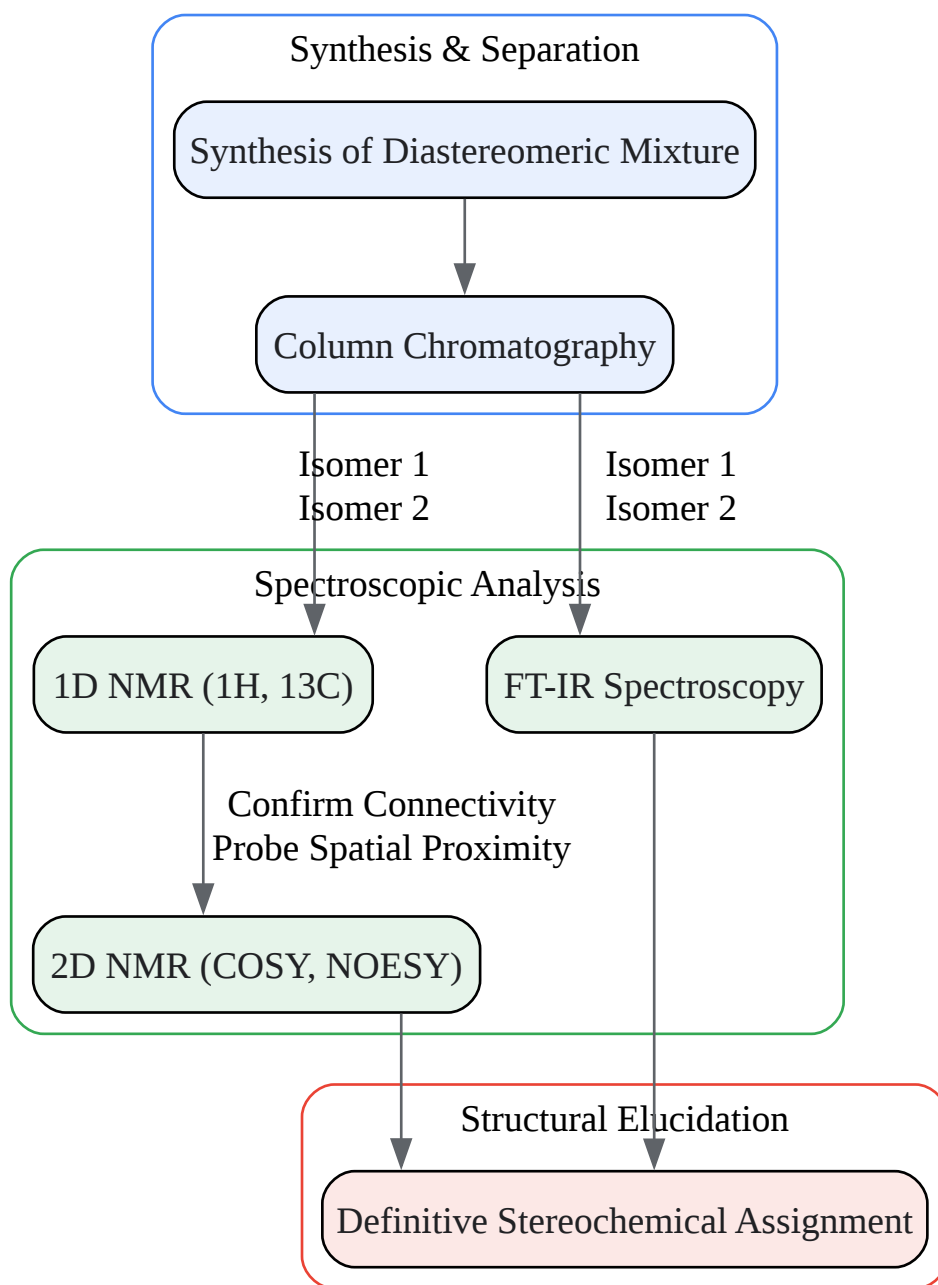 Synthesis & Separation
Synthesis of Diastereomeric Mixture
Column Chromatography
Isomer 1
Isomer 2
Isomer 1
Isomer 2
Spectroscopic Analysis
1D NMR (1H, 13C)
FT-IR Spectroscopy
Confirm Connectivity
Probe Spatial Proximity
2D NMR (COSY, NOESY)
Structural Elucidation
Definitive Stereochemical Assignment